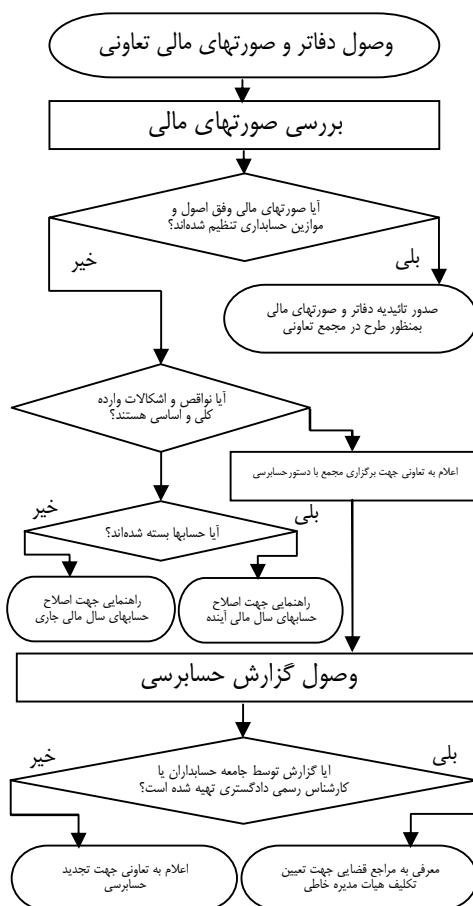 وصول دفاتر و صورتهای مالی تعاونی
بررسی صورتهای مالی
آیا صورتهای مالی وفق اصول و
موازین حسابداری تنظیم شده‌اند؟
خیر
بلی
صدور تائیدیه دفاتر و صورتهای مالی
بمنظور طرح در مجمع تعاونی
آیا نواقص و اشکالات وارده
کلی و اساسی هستند؟
اعلام به تعاونی جهت برگزاری مجمع با دستور حسابرسی
خیر
بلی
آیا حسابها بسته شده‌اند؟
راهنمایی جهت اصلاح
حسابهای سال مالی آینده
راهنمایی جهت اصلاح
حسابهای سال مالی جاری
وصول گزارش حسابرسی
بلی
خیر
ایا گزارش توسط جامعه حسابداران یا
کارشناس رسمی دادگستری تهیه شده است؟
معرفی به مراجع قضایی جهت تعیین
تکلیف هیات مدیره خاطی
اعلام به تعاونی جهت تجدید
حسابرسی